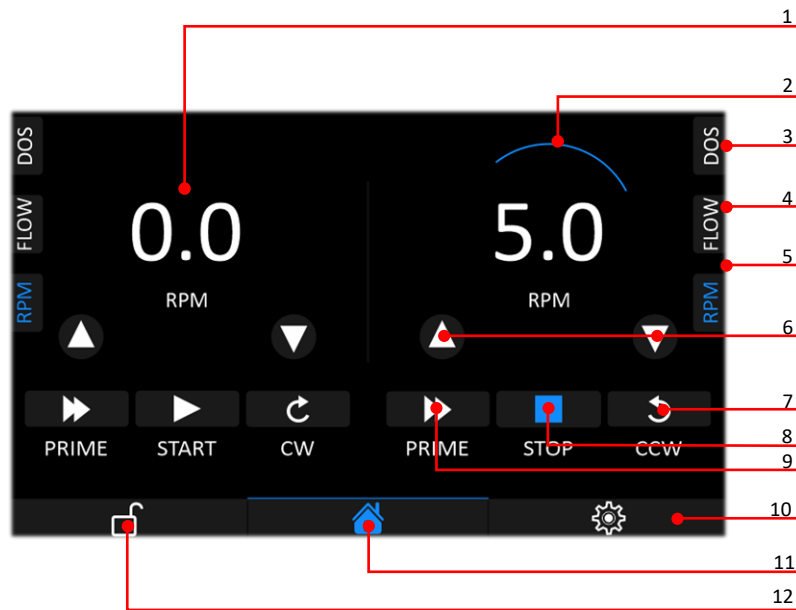 1
2
DOS
DOS
3
4
FLOW
0.0
5.0
FLOW
5
RPM
RPM
RPM
RPM
6
7
8
PRIME
START
CW
PRIME
STOP
CCW
9
10
11
12